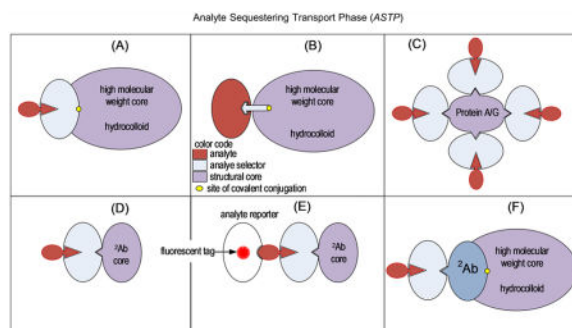 Analyte Sequestering Transport Phase (ASTP)
(A)
high molecular
weight core
hydrocolloid
(B)
high molecular
weight core
hydrocolloid
color code
analyte
analye selector
structural core
site of covalent conjugation
(C)
Protein A/G
(D)
²Ab
core
(E)
analyte reporter
fluorescent tag
²Ab
core
(F)
²Ab
high molecular
weight core
hydrocolloid